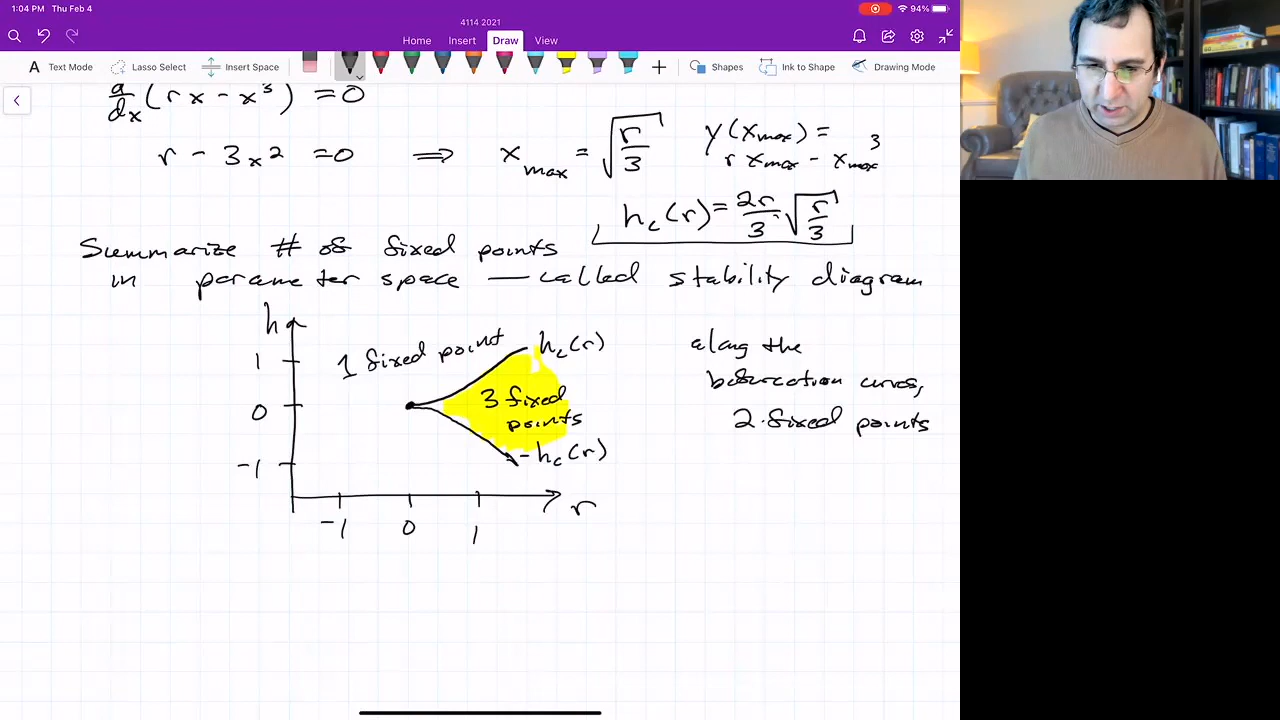 1:04 PM Thu Feb 4
94%
4114 2021
Home Insert Draw View
Text Mode Lasso Select Insert Space Shapes Ink to Shape Drawing Mode
d/dx (rx - x³) = 0
r - 3x² = 0 ⟹ x_max = √(r/3) y(x_max) =
r x_max - x_max³
h_c(r) = 2r/3 √(r/3)
Summarize # of fixed points
in parameter space — called stability diagram
h
1 fixed point h_c(r) along the
1
bifurcation curves,
3 fixed
0
points 2 fixed points
-h_c(r)
-1
r
-1 0 1